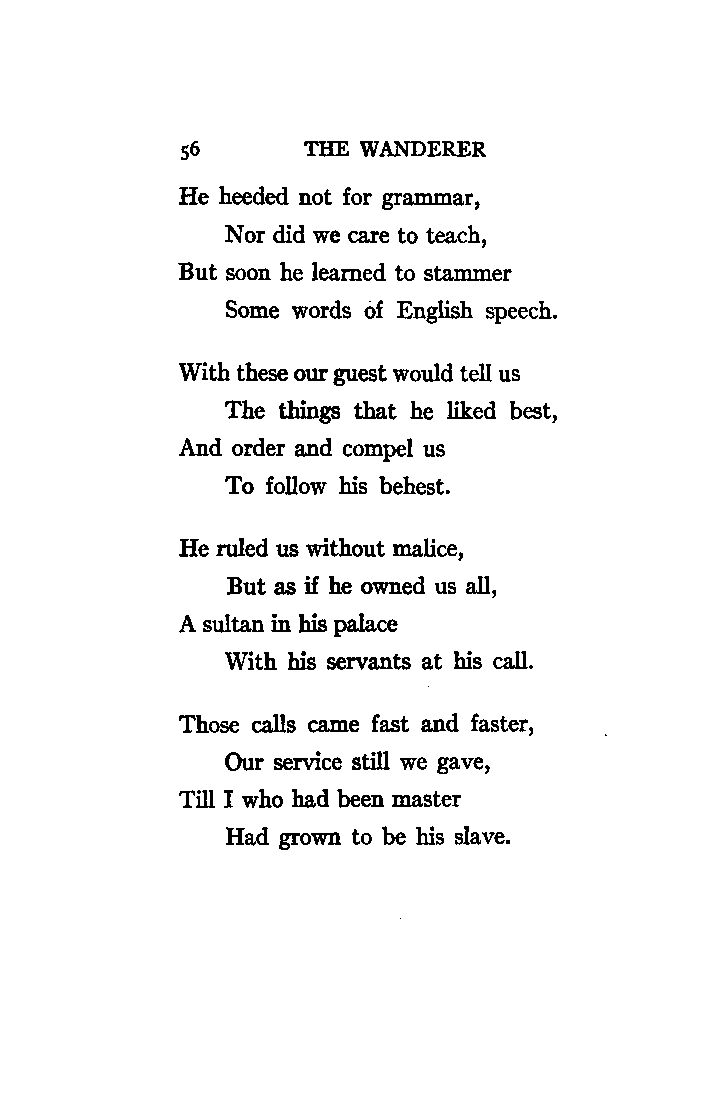 56 THE WANDERER
He heeded not for grammar,
Nor did we care to teach,
But soon he learned to stammer
Some words of English speech.
With these our guest would tell us
The things that he liked best,
And order and compel us
To follow his behest.
He ruled us without malice,
But as if he owned us all,
A sultan in his palace
With his servants at his call.
Those calls came fast and faster,
Our service still we gave,
Till I who had been master
Had grown to be his slave.